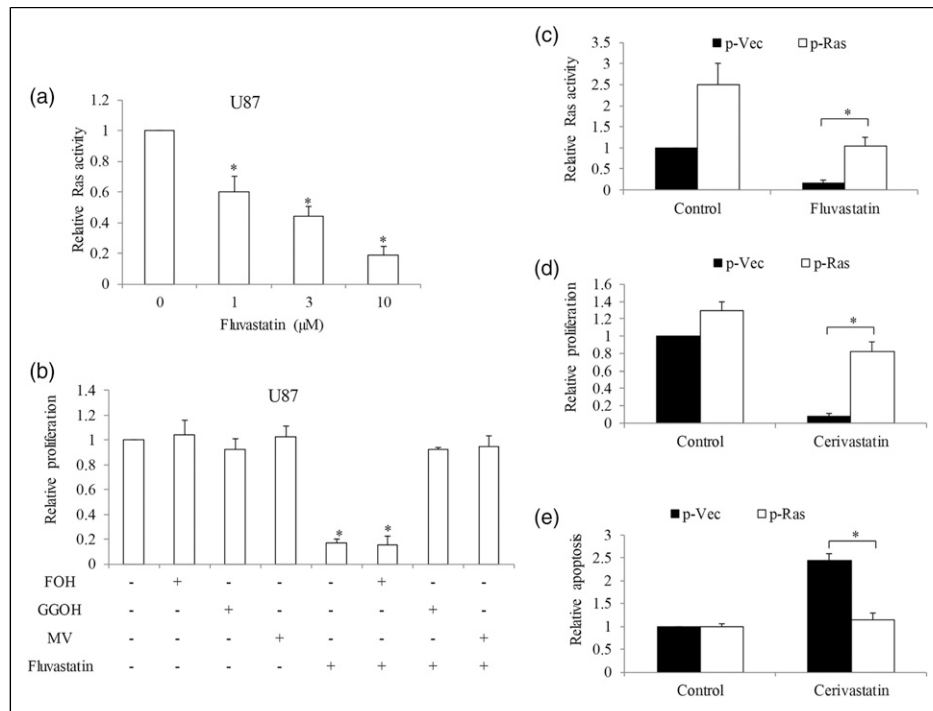 (a)
U87
Relative Ras activity
1.2
1
0.8
0.6
0.4
0.2
0
* * *
0 1 3 10
Fluvastatin (µM)
(b)
U87
Relative proliferation
1.4
1.2
1
0.8
0.6
0.4
0.2
0
* *
FOH - + - - - + - -
GGOH - - + - - - + -
MV - - - + - - - +
Fluvastatin - - - - + + + +
(c)
p-Vec p-Ras
Relative Ras activity
3.5
3
2.5
2
1.5
1
0.5
0
*
Control Fluvastatin
(d)
p-Vec p-Ras
Relative proliferation
1.6
1.4
1.2
1
0.8
0.6
0.4
0.2
0
*
Control Cerivastatin
(e)
p-Vec p-Ras
Relative apoptosis
3
2.5
2
1.5
1
0.5
0
*
Control Cerivastatin